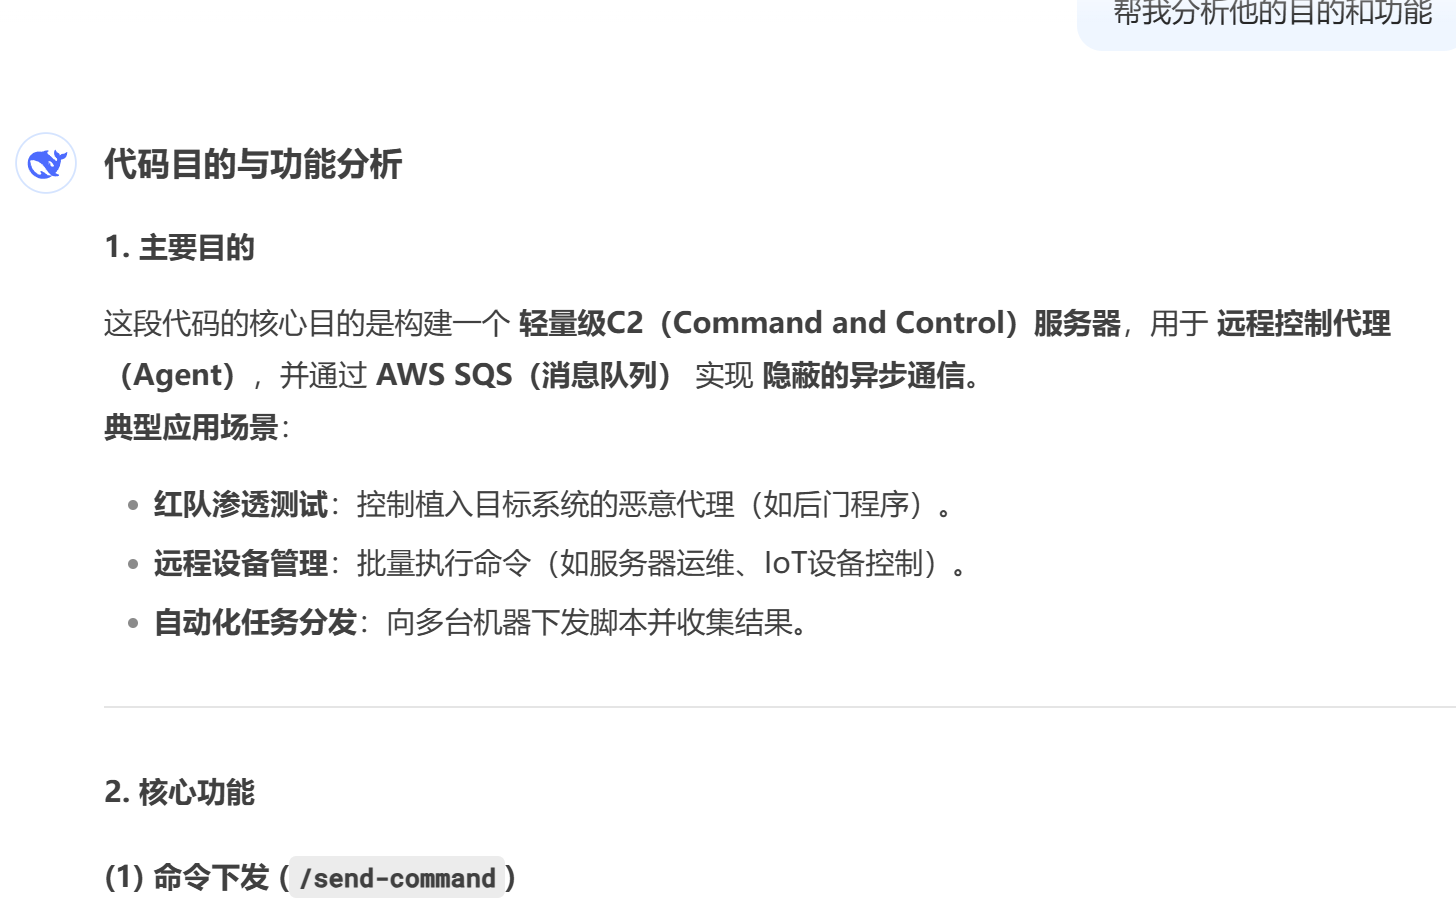 帮我分析他的目的和功能
代码目的与功能分析
1. 主要目的
这段代码的核心目的是构建一个 轻量级C2（Command and Control）服务器，用于 远程控制代理
（Agent），并通过 AWS SQS（消息队列） 实现 隐蔽的异步通信。
典型应用场景：
红队渗透测试：控制植入目标系统的恶意代理（如后门程序）。
远程设备管理：批量执行命令（如服务器运维、IoT设备控制）。
自动化任务分发：向多台机器下发脚本并收集结果。
2. 核心功能
(1) 命令下发 (/send-command)